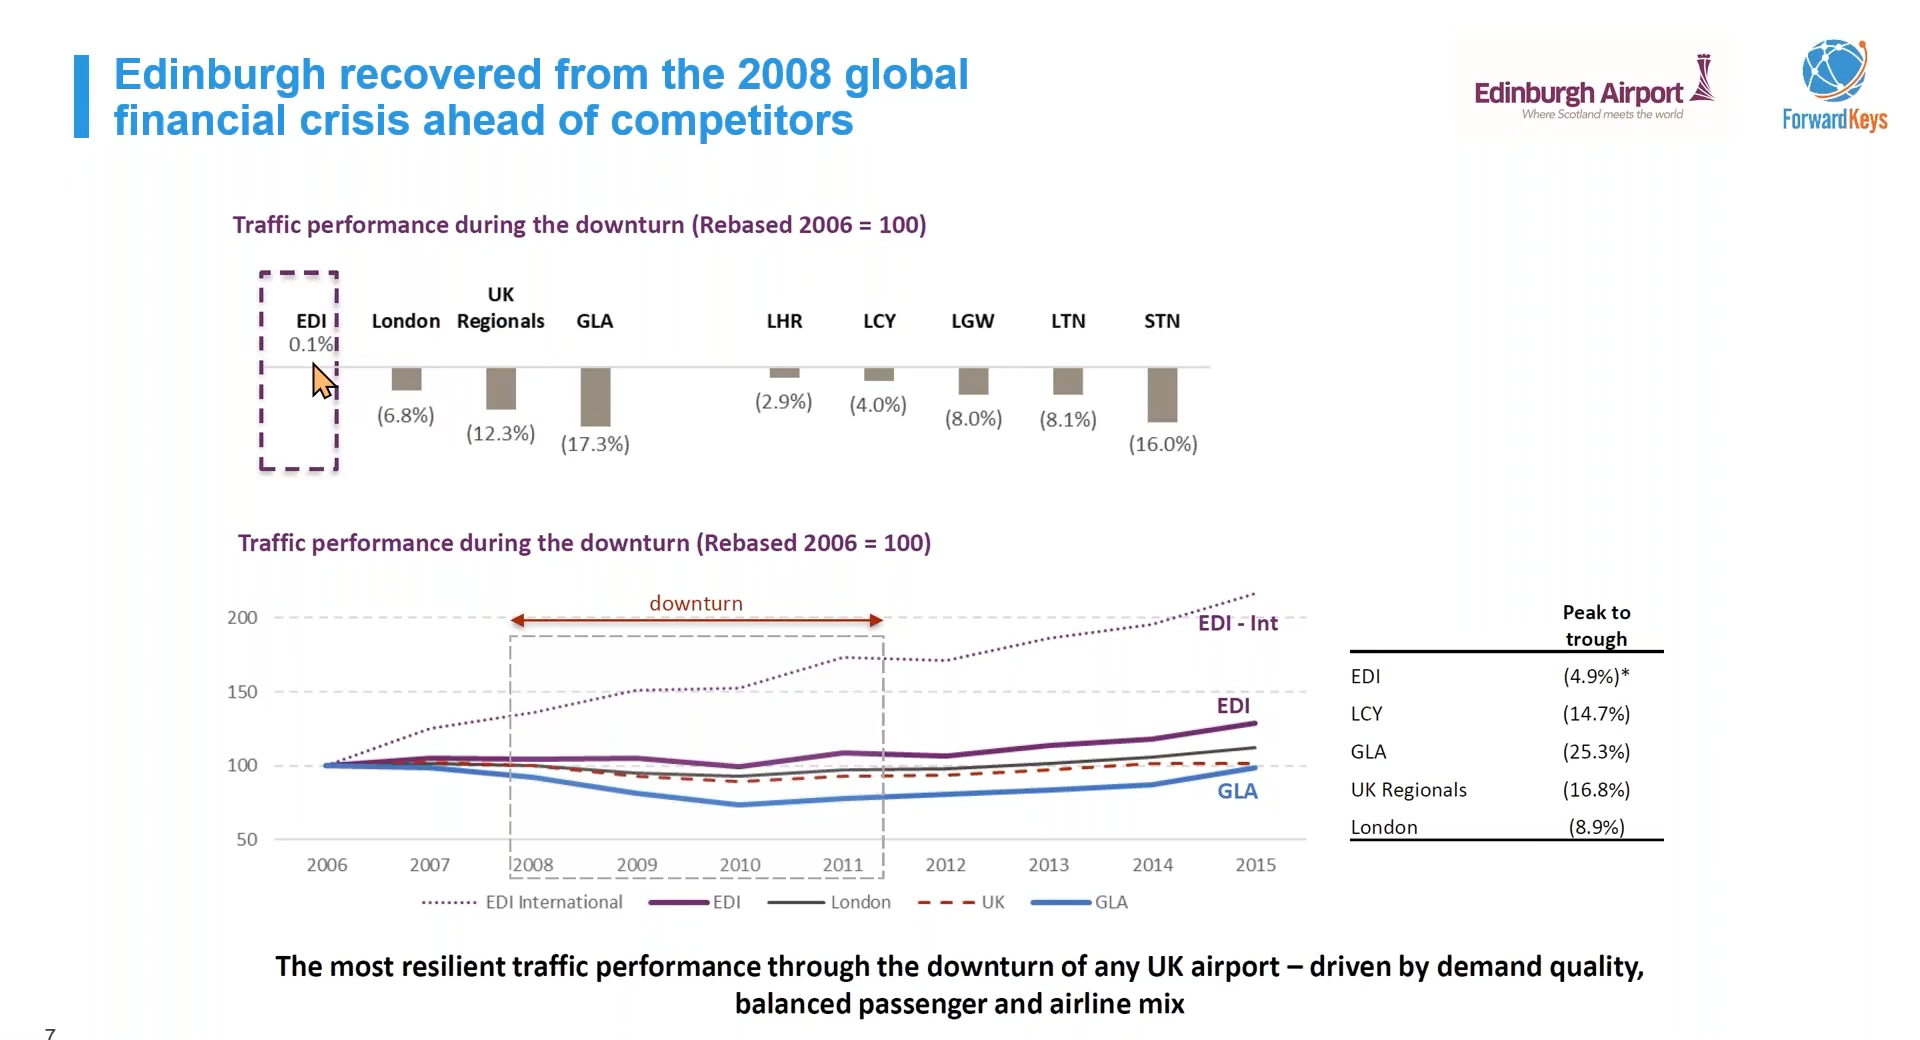 Edinburgh recovered from the 2008 global
financial crisis ahead of competitors
Edinburgh Airport
Where Scotland meets the world
ForwardKeys
Traffic performance during the downturn (Rebased 2006 = 100)
EDI London UK Regionals GLA LHR LCY LGW LTN STN
0.1% (6.8%) (12.3%) (17.3%) (2.9%) (4.0%) (8.0%) (8.1%) (16.0%)
Traffic performance during the downturn (Rebased 2006 = 100)
downturn
200
150
100
50
EDI - Int
EDI
GLA
2006 2007 2008 2009 2010 2011 2012 2013 2014 2015
EDI International EDI London UK GLA
Peak to
trough
EDI (4.9%)*
LCY (14.7%)
GLA (25.3%)
UK Regionals (16.8%)
London (8.9%)
The most resilient traffic performance through the downturn of any UK airport – driven by demand quality,
balanced passenger and airline mix
7